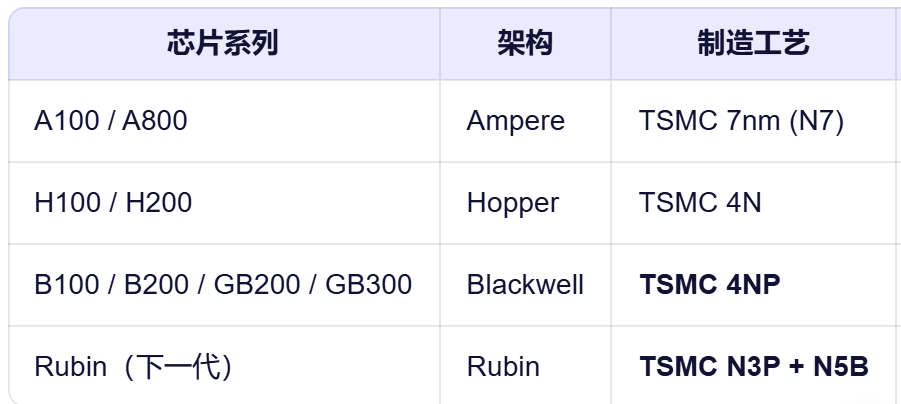 芯片系列 架构 制造工艺
A100 / A800 Ampere TSMC 7nm (N7)
H100 / H200 Hopper TSMC 4N
B100 / B200 / GB200 / GB300 Blackwell TSMC 4NP
Rubin（下一代） Rubin TSMC N3P + N5B